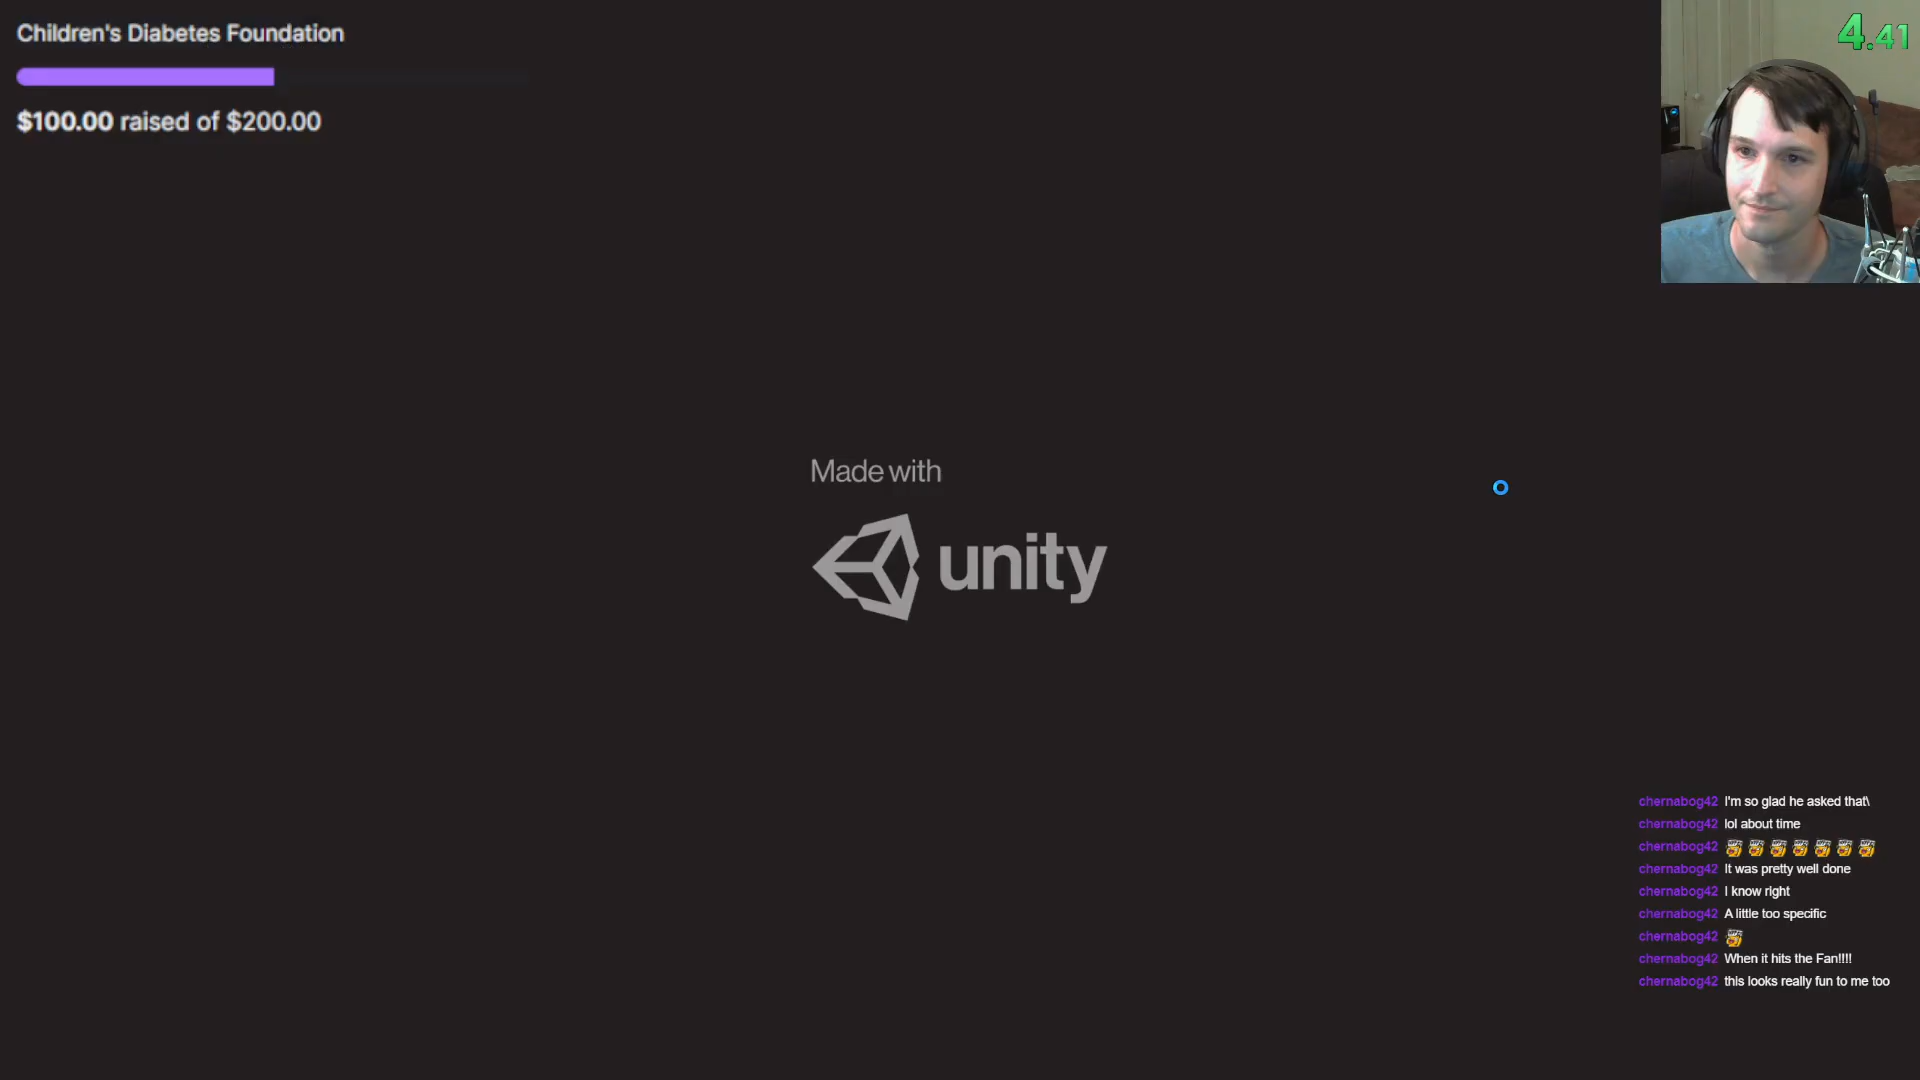 Children's Diabetes Foundation
$100.00 raised of $200.00
4.41
Made with
unity
chernabog42 I'm so glad he asked that\
chernabog42 lol about time
chernabog42
chernabog42 It was pretty well done
chernabog42 I know right
chernabog42 A little too specific
chernabog42
chernabog42 When it hits the Fan!!!!
chernabog42 this looks really fun to me too